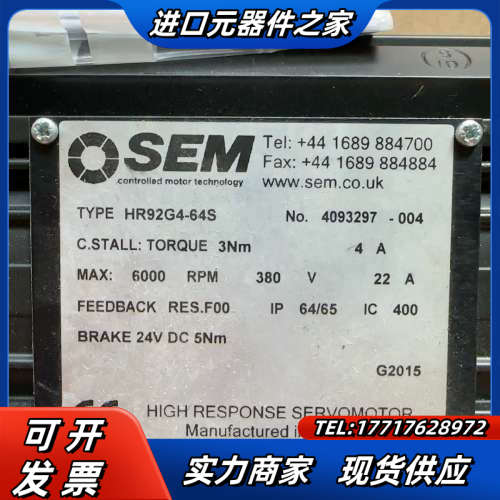 进口元器件之家
SEM
controlled motor technology
Tel: +44 1689 884700
Fax: +44 1689 884884
www.sem.co.uk
TYPE HR92G4-64S No. 4093297 -004
C.STALL: TORQUE 3Nm 4 A
MAX: 6000 RPM 380 V 22 A
FEEDBACK RES.F00 IP 64/65 IC 400
BRAKE 24V DC 5Nm
G2015
HIGH RESPONSE SERVOMOTOR
Manufactured i
TEL:17717628972
可开发票
实力商家 现货供应